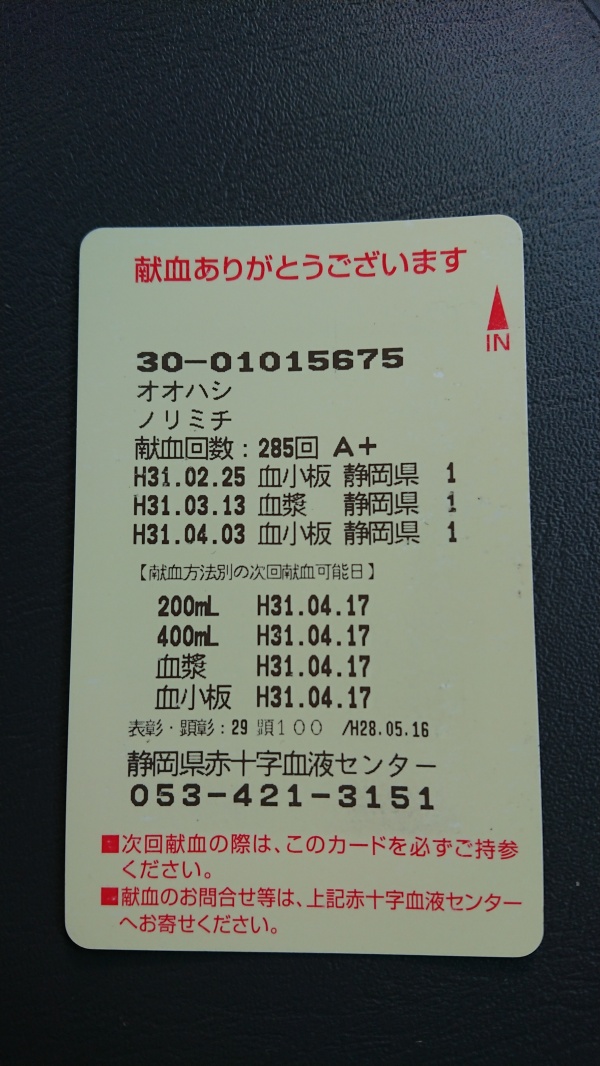 献血ありがとうございます
IN
30-01015675
オオハシ
ノリミチ
献血回数：285回 A+
H31.02.25 血小板 静岡県 1
H31.03.13 血漿 静岡県 1
H31.04.03 血小板 静岡県 1
【献血方法別の次回献血可能日】
200mL H31.04.17
400mL H31.04.17
血漿 H31.04.17
血小板 H31.04.17
表彰・顕彰：29 顕100 /H28.05.16
静岡県赤十字血液センター
053-421-3151
■次回献血の際は、このカードを必ずご持参
ください。
■献血のお問合せ等は、上記赤十字血液センター
へお寄せください。